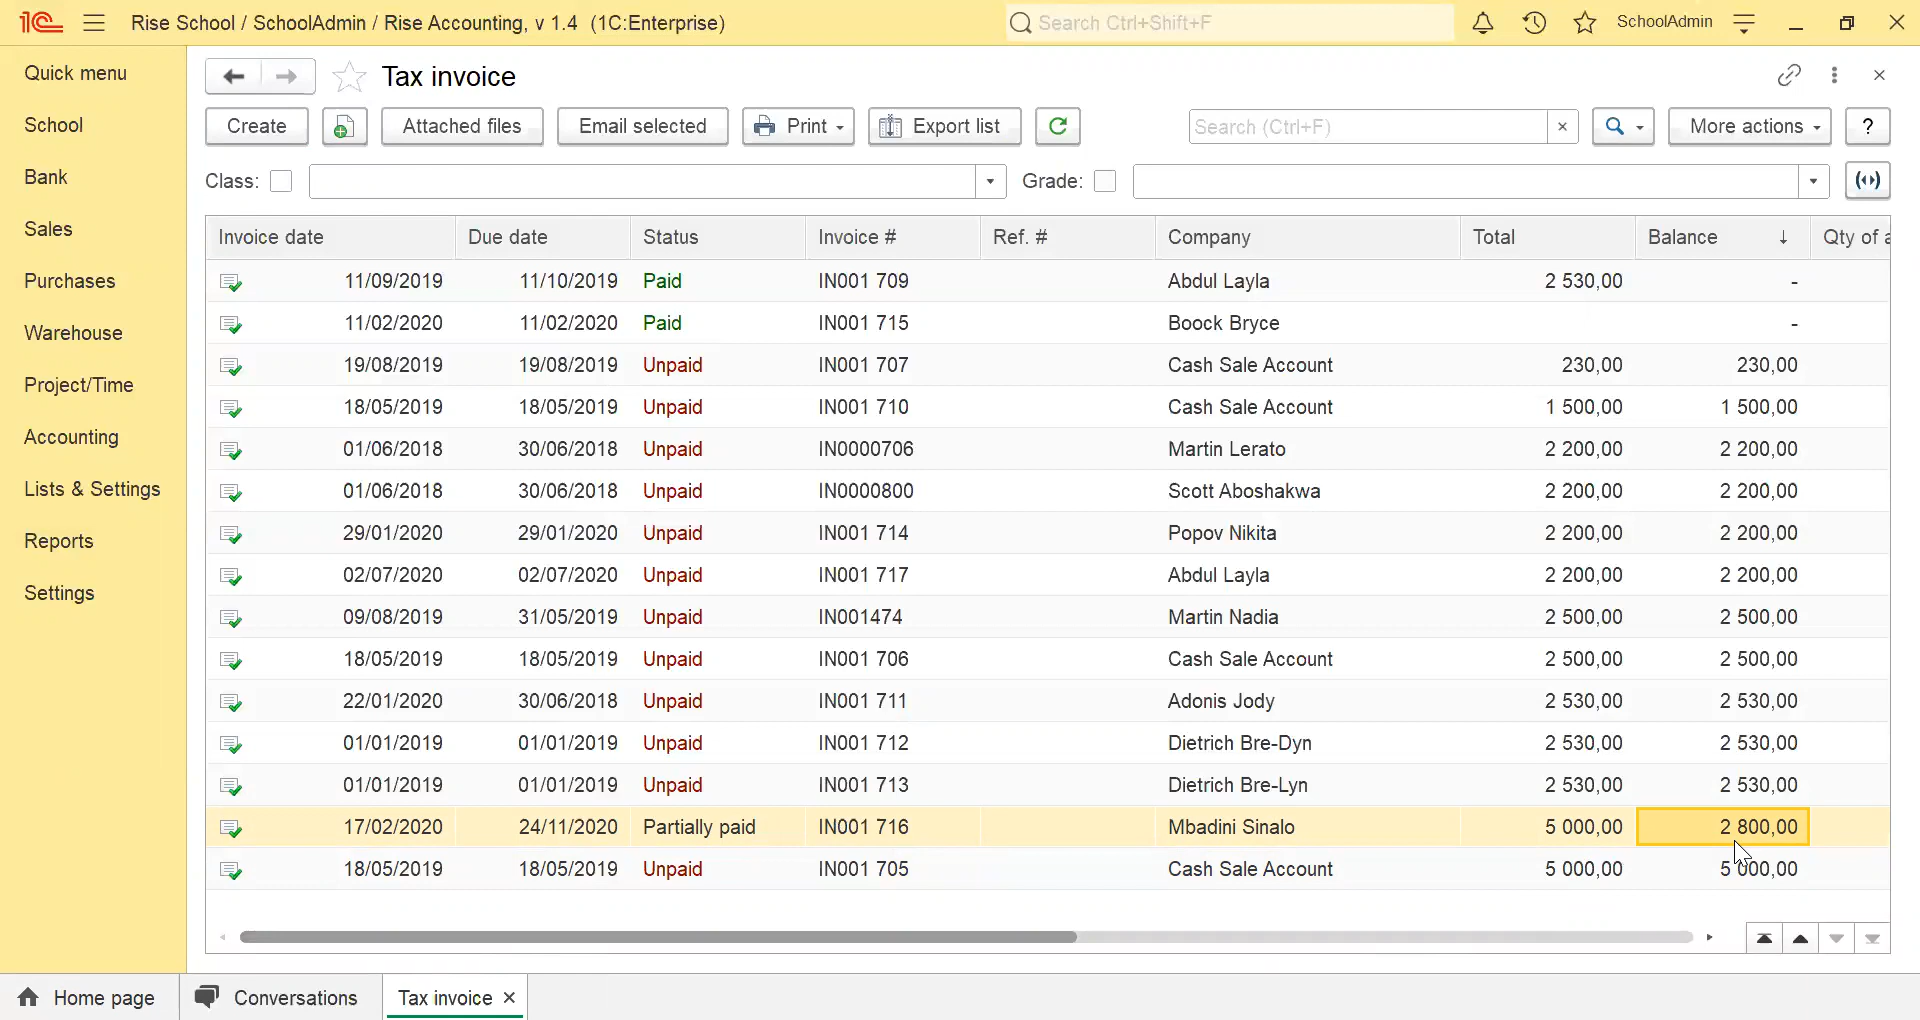 1C Rise School / SchoolAdmin / Rise Accounting, v 1.4 (1C:Enterprise) Search Ctrl+Shift+F SchoolAdmin
Quick menu
School
Bank
Sales
Purchases
Warehouse
Project/Time
Accounting
Lists & Settings
Reports
Settings
Tax invoice
Create Attached files Email selected Print Export list Search (Ctrl+F) × More actions ?
Class: Grade:
Invoice date Due date Status Invoice # Ref. # Company Total Balance ↓ Qty of
11/09/2019 11/10/2019 Paid IN001 709 Abdul Layla 2 530,00 -
11/02/2020 11/02/2020 Paid IN001 715 Boock Bryce -
19/08/2019 19/08/2019 Unpaid IN001 707 Cash Sale Account 230,00 230,00
18/05/2019 18/05/2019 Unpaid IN001 710 Cash Sale Account 1 500,00 1 500,00
01/06/2018 30/06/2018 Unpaid IN0000706 Martin Lerato 2 200,00 2 200,00
01/06/2018 30/06/2018 Unpaid IN0000800 Scott Aboshakwa 2 200,00 2 200,00
29/01/2020 29/01/2020 Unpaid IN001 714 Popov Nikita 2 200,00 2 200,00
02/07/2020 02/07/2020 Unpaid IN001 717 Abdul Layla 2 200,00 2 200,00
09/08/2019 31/05/2019 Unpaid IN001474 Martin Nadia 2 500,00 2 500,00
18/05/2019 18/05/2019 Unpaid IN001 706 Cash Sale Account 2 500,00 2 500,00
22/01/2020 30/06/2018 Unpaid IN001 711 Adonis Jody 2 530,00 2 530,00
01/01/2019 01/01/2019 Unpaid IN001 712 Dietrich Bre-Dyn 2 530,00 2 530,00
01/01/2019 01/01/2019 Unpaid IN001 713 Dietrich Bre-Lyn 2 530,00 2 530,00
17/02/2020 24/11/2020 Partially paid IN001 716 Mbadini Sinalo 5 000,00 2 800,00
18/05/2019 18/05/2019 Unpaid IN001 705 Cash Sale Account 5 000,00 5 000,00
Home page Conversations Tax invoice ×